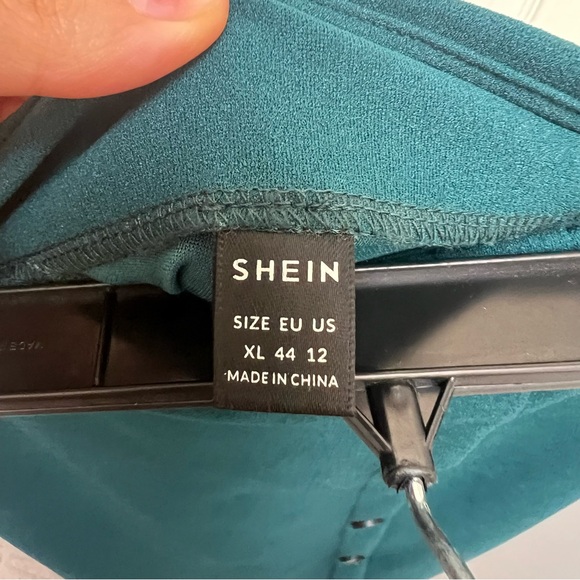 SHEIN
SIZE EU US
XL 44 12
MADE IN CHINA